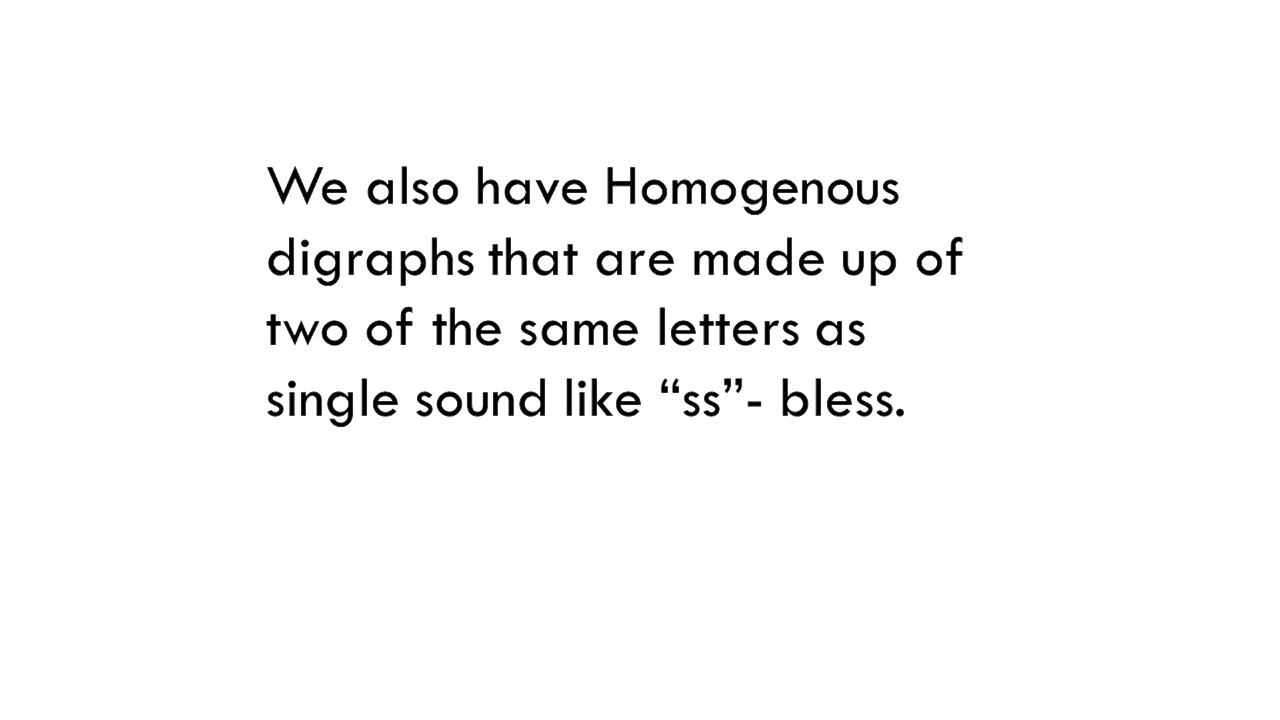 We also have Homogenous
digraphs that are made up of
two of the same letters as
single sound like “ss”- bless.